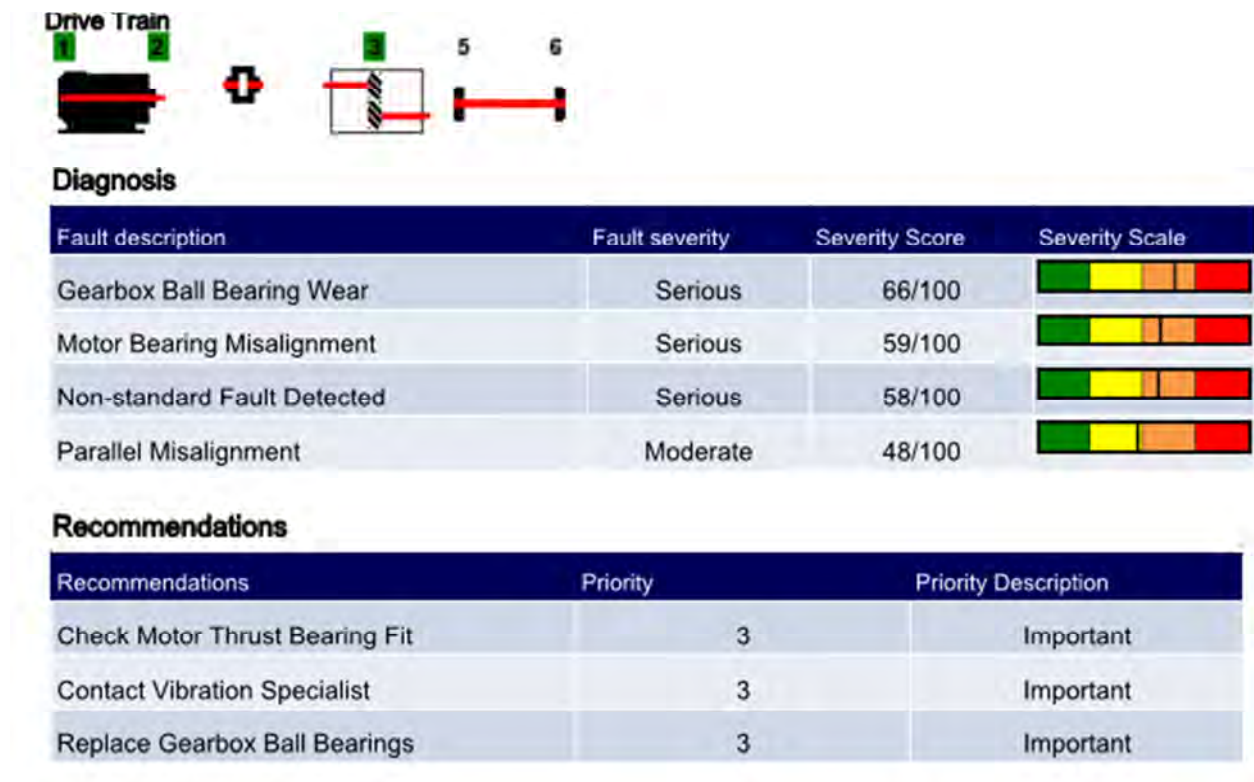 Drive Train
1 2 3 5 6
Diagnosis
Fault description Fault severity Severity Score Severity Scale
Gearbox Ball Bearing Wear Serious 66/100
Motor Bearing Misalignment Serious 59/100
Non-standard Fault Detected Serious 58/100
Parallel Misalignment Moderate 48/100
Recommendations
Recommendations Priority Priority Description
Check Motor Thrust Bearing Fit 3 Important
Contact Vibration Specialist 3 Important
Replace Gearbox Ball Bearings 3 Important